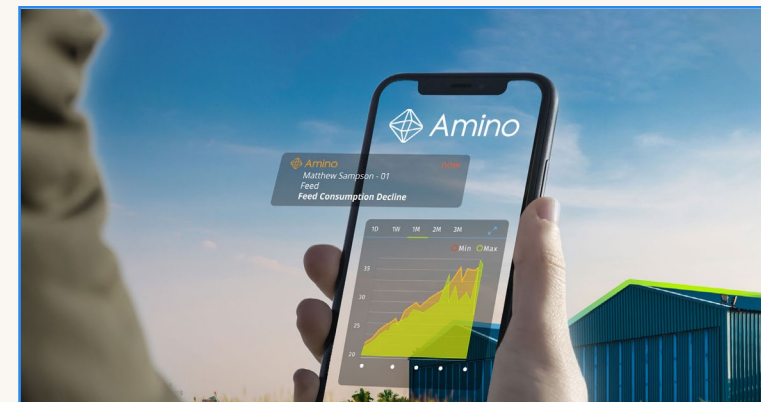 Amino
Amino
Matthew Sampson - 01
Feed
Feed Consumption Decline
1D 1W 1M 2M 3M
Min Max
35
30
25
20